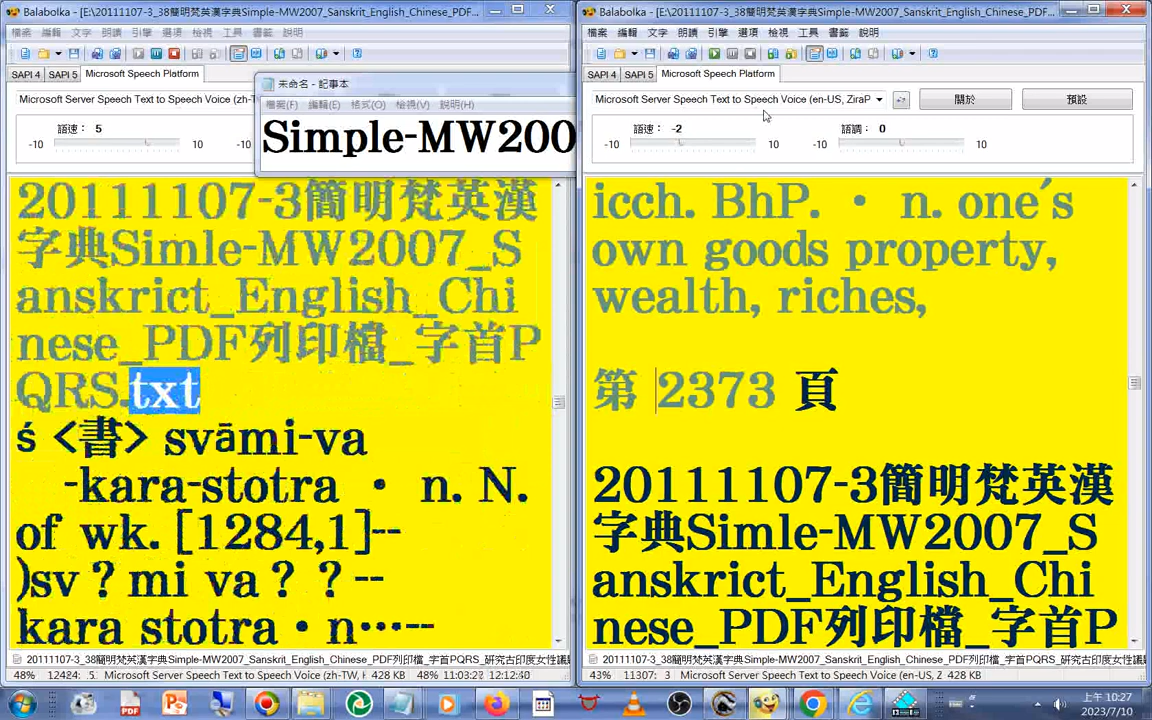 Balabolka - [E:\20111107-3_38簡明梵英漢字典Simple-MW2007_Sanskrit_English_Chinese_PDF...
檔案 編輯 文字 朗讀 引擎 選項 檢視 工具 書籤 說明
SAPI 4 SAPI 5 Microsoft Speech Platform
Microsoft Server Speech Text to Speech Voice (zh-T
語速: 5
-10 10 -10
未命名 - 記事本
檔案(F) 編輯(E) 格式(O) 檢視(V) 說明(H)
Simple-MW200
20111107-3簡明梵英漢
字典Simle-MW2007_S
anskrict_English_Chi
nese_PDF列印檔_字首P
QRS.txt
ś <書> svāmi-va
-kara-stotra • n. N.
of wk. [1284,1]--
)sv？mi va？？--
kara stotra•n…--
20111107-3_38簡明梵英漢字典Simple-MW2007_Sanskrit_English_Chinese_PDF列印檔_字首PQRS_研究古印度女性議題
48% 12424: Microsoft Server Speech Text to Speech Voice (zh-TW, 428 KB 11:03:2 12:12:40
Balabolka - [E:\20111107-3_38簡明梵英漢字典Simple-MW2007_Sanskrit_English_Chinese_PDF...
檔案 編輯 文字 朗讀 引擎 選項 檢視 工具 書籤 說明
SAPI 4 SAPI 5 Microsoft Speech Platform
Microsoft Server Speech Text to Speech Voice (en-US, ZiraP 關於 預設
語速: -2 語調: 0
-10 10 -10 10
icch. BhP. • n. one's
own goods property,
wealth, riches,
第 2373 頁
20111107-3簡明梵英漢
字典Simle-MW2007_S
anskrict_English_Chi
nese_PDF列印檔_字首P
20111107-3_38簡明梵英漢字典Simple-MW2007_Sanskrit_English_Chinese_PDF列印檔_字首PQRS_研究古印度女性議
43% 11307: 3 Microsoft Server Speech Text to Speech Voice (en-US, Z 428 KB
上午 10:27
2023/7/10